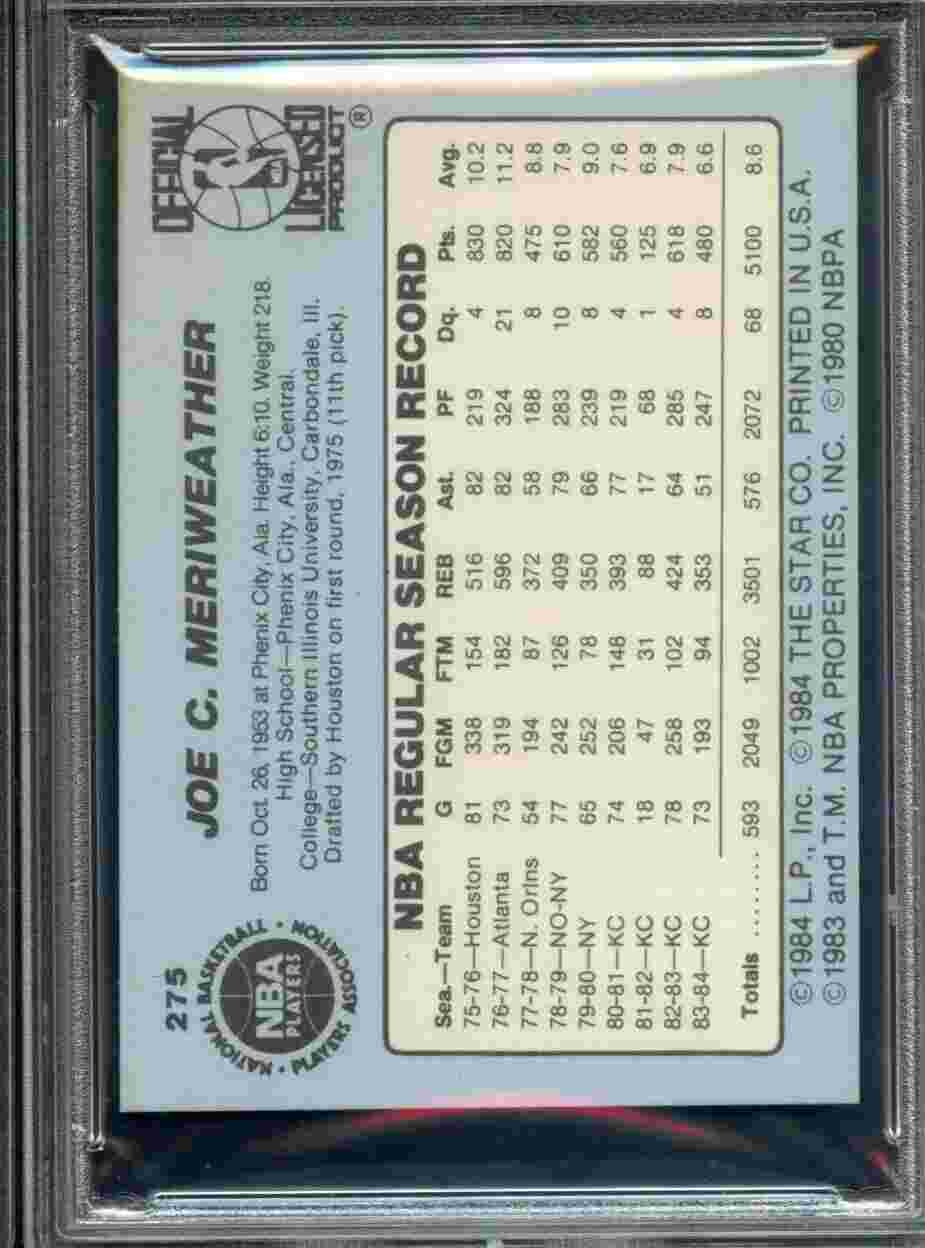 275
NATIONAL BASKETBALL
NBA
PLAYERS
PLAYERS ASSOCIATION
JOE C. MERIWEATHER
Born Oct. 26, 1953 at Phenix City, Ala. Height 6:10. Weight 218.
High School—Phenix City, Ala., Central.
College—Southern Illinois University, Carbondale, Ill.
Drafted by Houston on first round, 1975 (11th pick).
OFFICIAL
NBA
LICENSED
PRODUCT ®
NBA REGULAR SEASON RECORD
Sea.—Team G FGM FTM REB Ast. PF Dq. Pts. Avg.
75-76—Houston 81 338 154 516 82 219 4 830 10.2
76-77—Atlanta 73 319 182 596 82 324 21 820 11.2
77-78—N. Orlns 54 194 87 372 58 188 8 475 8.8
78-79—NO-NY 77 242 126 409 79 283 10 610 7.9
79-80—NY 65 252 78 350 66 239 8 582 9.0
80-81—KC 74 206 148 393 77 219 4 560 7.6
81-82—KC 18 47 31 88 17 68 1 125 6.9
82-83—KC 78 258 102 424 64 285 4 618 7.9
83-84—KC 73 193 94 353 51 247 8 480 6.6
Totals ........ 593 2049 1002 3501 576 2072 68 5100 8.6
©1984 L.P., Inc. ©1984 THE STAR CO. PRINTED IN U.S.A.
©1983 and T.M. NBA PROPERTIES, INC. ©1980 NBPA